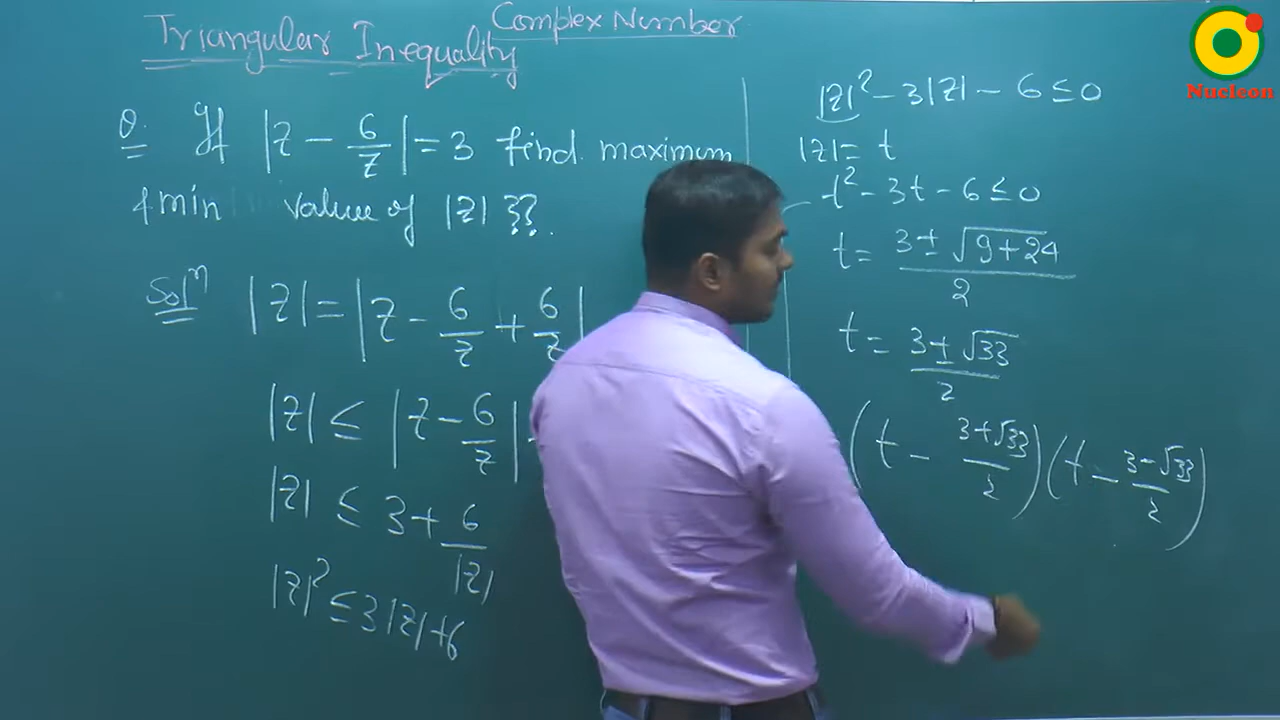 Complex Number
Triangular Inequality
Nucleon
Q. If |z - 6/z| = 3 find maximum
& min value of |z| ??
Solⁿ |z| = |z - 6/z + 6/z|
|z| ≤ |z - 6/z|
|z| ≤ 3 + 6/|z|
|z|² ≤ 3|z| + 6
|z|² - 3|z| - 6 ≤ 0
|z| = t
t² - 3t - 6 ≤ 0
t = (3 ± √(9+24))/2
t = (3 ± √33)/2
(t - (3+√33)/2)(t - (3-√33)/2)